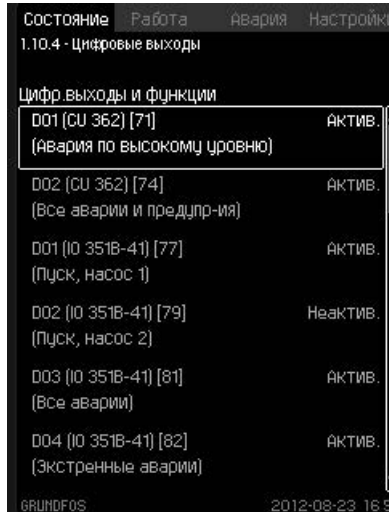 Состояние Работа Авария Настройки
1.10.4 - Цифровые выходы
Цифр.выходы и функции
DO1 (CU 362) [71] Актив.
(Авария по высокому уровню)
DO2 (CU 362) [74] Актив.
(Все аварии и предупр-ия)
DO1 (IO 351B-41) [77] Актив.
(Пуск, насос 1)
DO2 (IO 351B-41) [79] Неактив.
(Пуск, насос 2)
DO3 (IO 351B-41) [81] Актив.
(Все аварии)
DO4 (IO 351B-41) [82] Актив.
(Экстренные аварии)
GRUNDFOS 2012-08-23